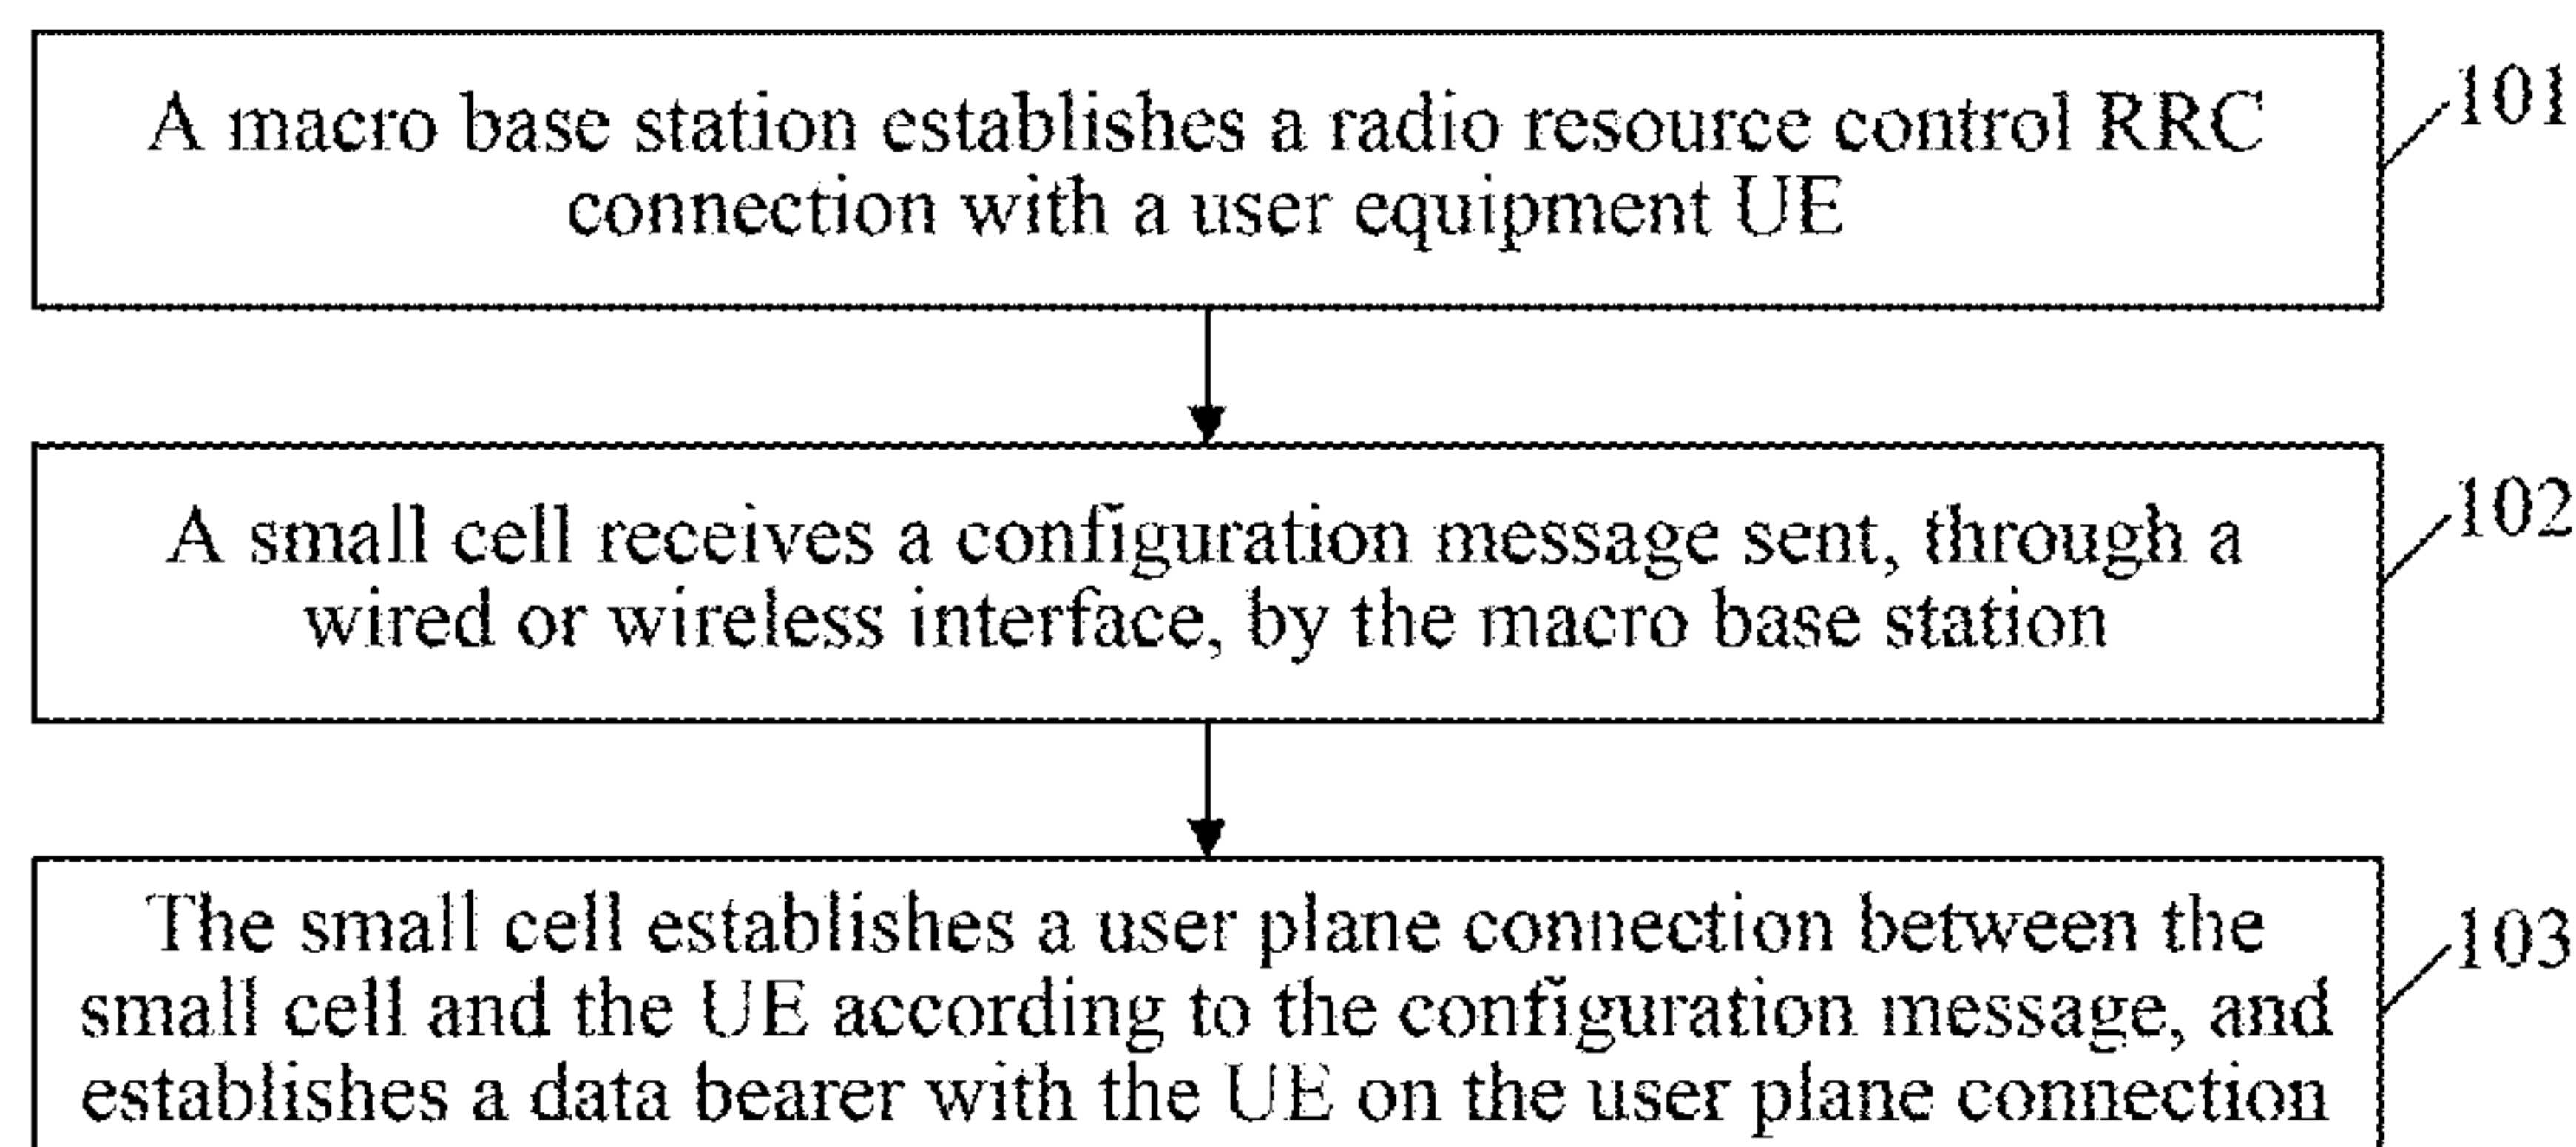 A macro base station establishes a radio resource control RRC
connection with a user equipment UE
101
A small cell receives a configuration message sent, through a
wired or wireless interface, by the macro base station
102
The small cell establishes a user plane connection between the
small cell and the UE according to the configuration message, and
establishes a data bearer with the UE on the user plane connection
103